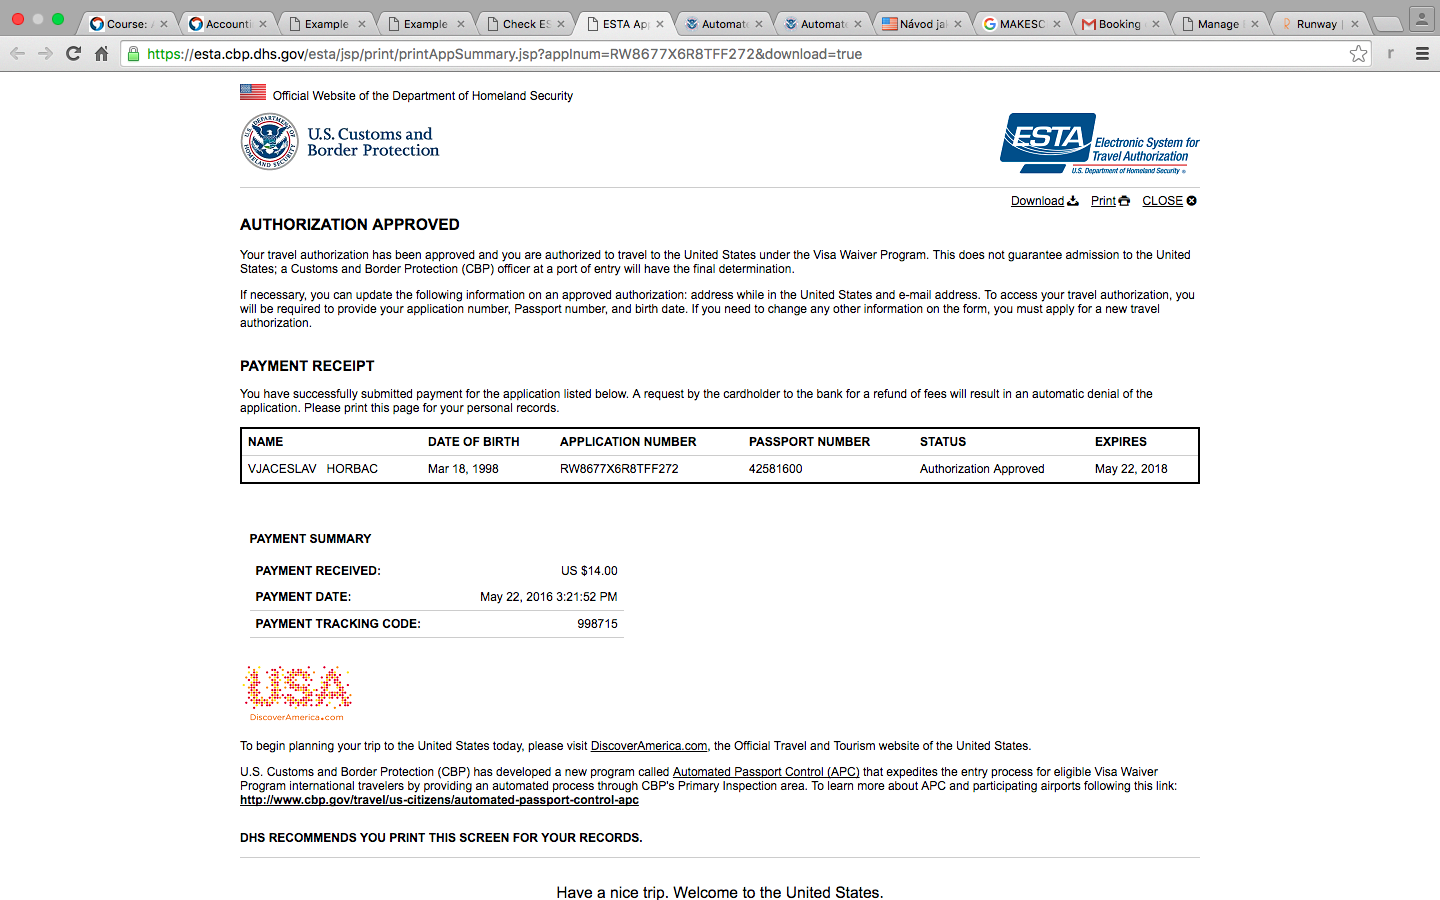 Course: A
Accounti
Example
Example
Check ES
ESTA App
Automate
Automate
Návod jak
MAKESC
Booking
Manage
Runway
https://esta.cbp.dhs.gov/esta/jsp/print/printAppSummary.jsp?applnum=RW8677X6R8TFF272&download=true
Official Website of the Department of Homeland Security
U.S. Customs and
Border Protection
ESTA
Electronic System for
Travel Authorization
U.S. Department of Homeland Security
Download Print CLOSE
AUTHORIZATION APPROVED
Your travel authorization has been approved and you are authorized to travel to the United States under the Visa Waiver Program. This does not guarantee admission to the United
States; a Customs and Border Protection (CBP) officer at a port of entry will have the final determination.
If necessary, you can update the following information on an approved authorization: address while in the United States and e-mail address. To access your travel authorization, you
will be required to provide your application number, Passport number, and birth date. If you need to change any other information on the form, you must apply for a new travel
authorization.
PAYMENT RECEIPT
You have successfully submitted payment for the application listed below. A request by the cardholder to the bank for a refund of fees will result in an automatic denial of the
application. Please print this page for your personal records.
NAME DATE OF BIRTH APPLICATION NUMBER PASSPORT NUMBER STATUS EXPIRES
VJACESLAV HORBAC Mar 18, 1998 RW8677X6R8TFF272 42581600 Authorization Approved May 22, 2018
PAYMENT SUMMARY
PAYMENT RECEIVED: US $14.00
PAYMENT DATE: May 22, 2016 3:21:52 PM
PAYMENT TRACKING CODE: 998715
USA
DiscoverAmerica.com
To begin planning your trip to the United States today, please visit DiscoverAmerica.com, the Official Travel and Tourism website of the United States.
U.S. Customs and Border Protection (CBP) has developed a new program called Automated Passport Control (APC) that expedites the entry process for eligible Visa Waiver
Program international travelers by providing an automated process through CBP's Primary Inspection area. To learn more about APC and participating airports following this link:
http://www.cbp.gov/travel/us-citizens/automated-passport-control-apc
DHS RECOMMENDS YOU PRINT THIS SCREEN FOR YOUR RECORDS.
Have a nice trip. Welcome to the United States.